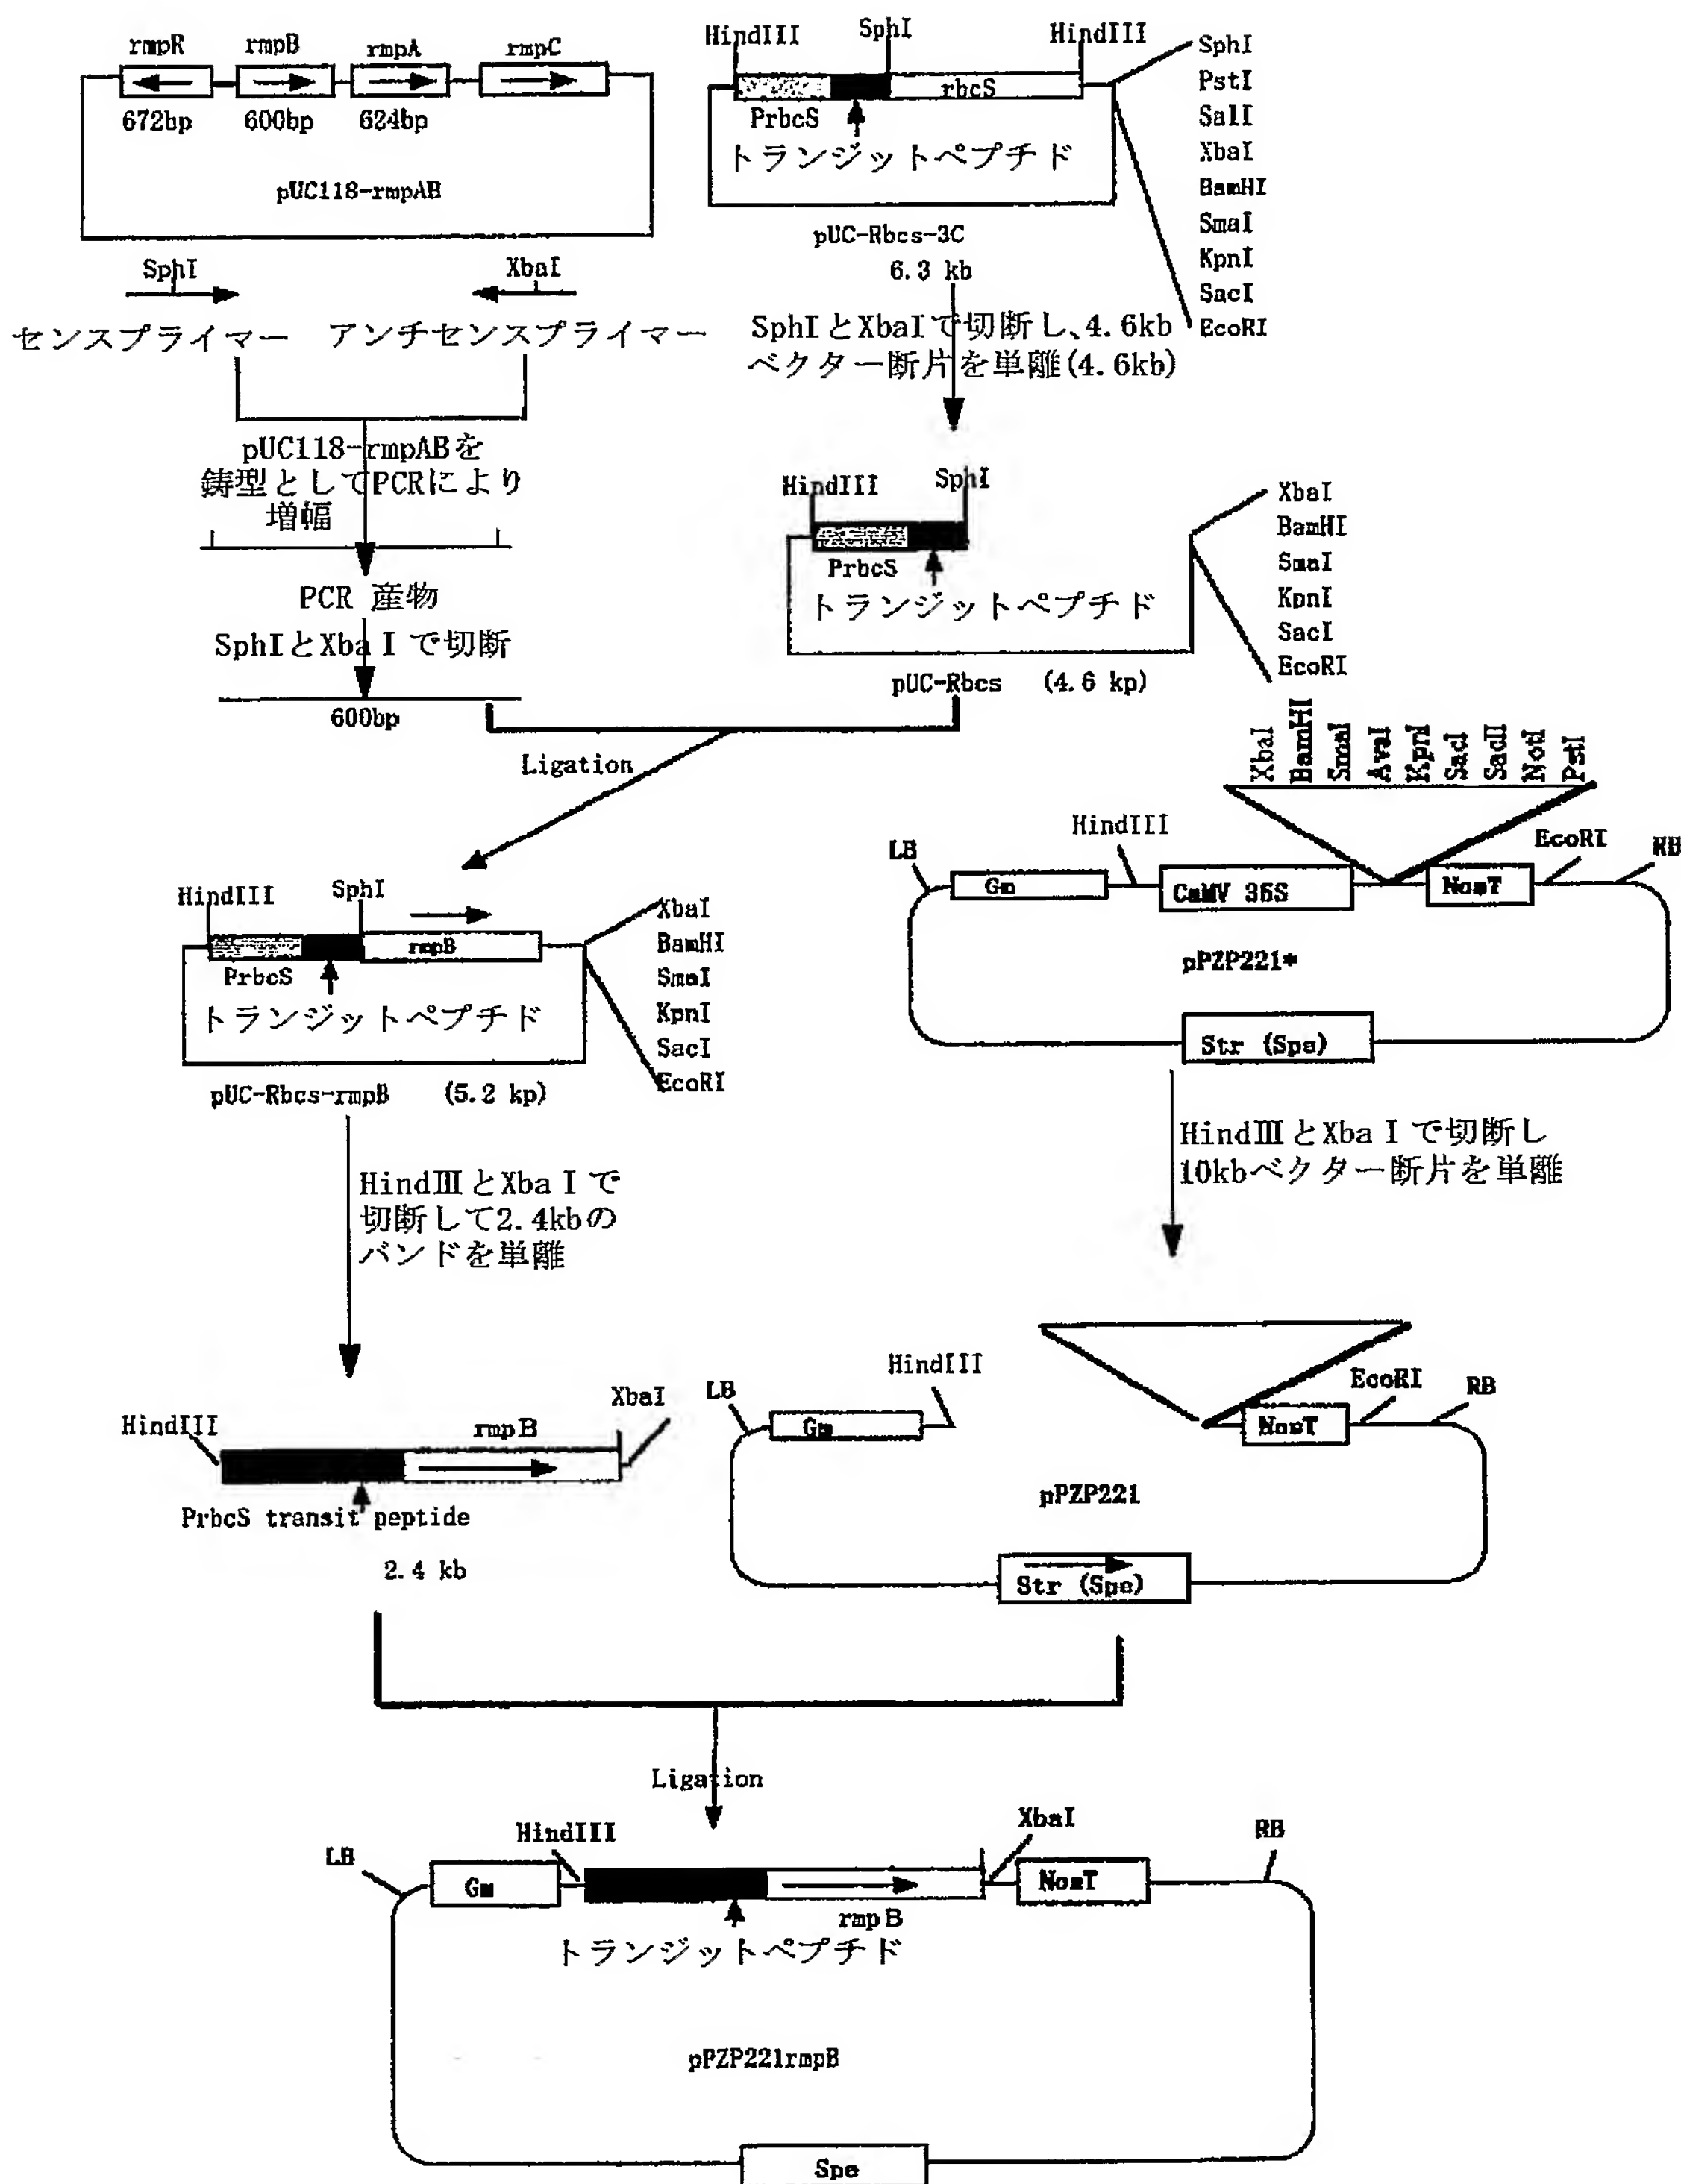 rmpR rmpB rmpA rmpC
672bp 600bp 624bp
pUC118-rmpAB
SphI XbaI
センスプライマー アンチセンスプライマー
pUC118-rmpABを
鋳型としてPCRにより
増幅
PCR 産物
SphIとXbaⅠで切断
600bp
HindIII SphI HindIII
rbcS
PrbcS
トランジットペプチド
pUC-Rbcs-3C
6.3 kb
SphI
PstI
SalI
XbaI
BamHI
SmaI
KpnI
SacI
EcoRI
SphIとXbaIで切断し、4.6kb
ベクター断片を単離(4.6kb)
HindIII SphI
PrbcS
トランジットペプチド
pUC-Rbcs (4.6 kp)
XbaI
BamHI
SmaI
KpnI
SacI
EcoRI
Ligation
HindIII SphI
rmpB
PrbcS
トランジットペプチド
pUC-Rbcs-rmpB (5.2 kp)
XbaI
BamHI
SmaI
KpnI
SacI
EcoRI
XbaI
BamHI
SmaI
AvaI
KpnI
SacI
SacII
NotI
PstI
LB HindIII EcoRI RB
Gm CaMV 35S NosT
pPZP221*
Str (Spe)
HindⅢとXbaⅠで
切断して2.4kbの
バンドを単離
HindⅢとXbaⅠで切断し
10kbベクター断片を単離
HindIII rmpB XbaI
PrbcS transit peptide
2.4 kb
LB HindIII EcoRI RB
Gm NosT
pPZP221
Str (Spe)
Ligation
LB HindIII XbaI RB
Gm NosT
rmpB
トランジットペプチド
pPZP221rmpB
Spe